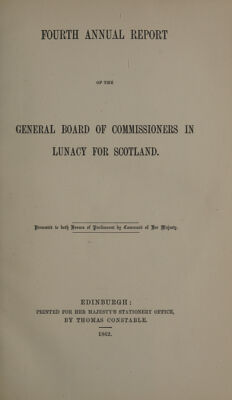 FOURTH ANNUAL REPORT
OF THE
GENERAL BOARD OF COMMISSIONERS IN
LUNACY FOR SCOTLAND.
Presented to both Houses of Parliament by Command of Her Majesty.
EDINBURGH:
PRINTED FOR HER MAJESTY'S STATIONERY OFFICE,
BY THOMAS CONSTABLE.
1862.